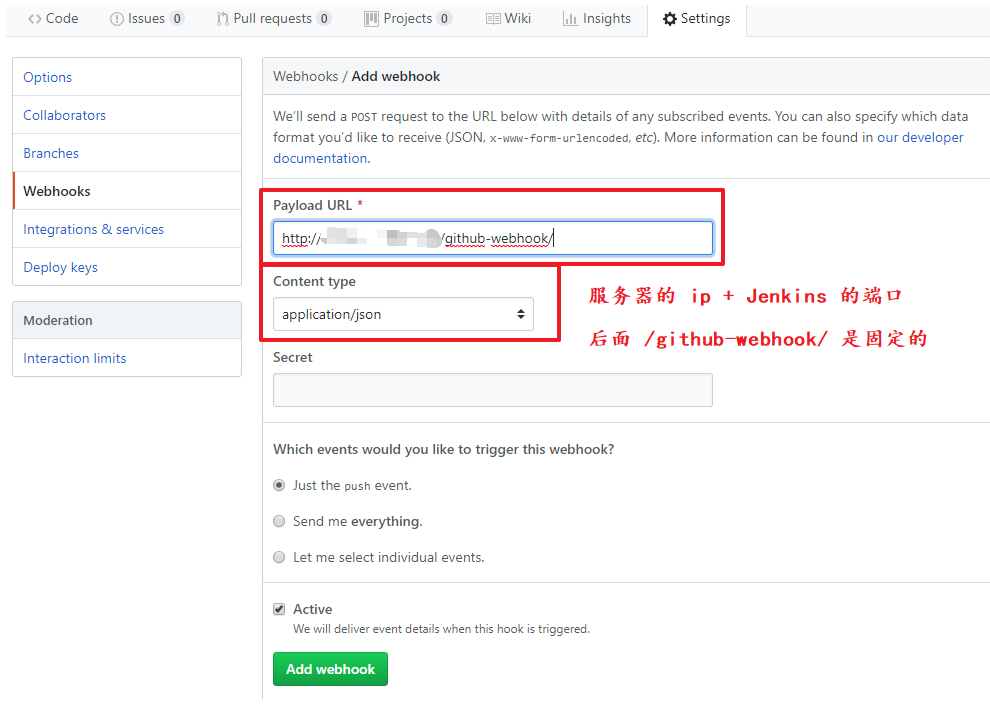 Code Issues 0 Pull requests 0 Projects 0 Wiki Insights Settings
Options
Collaborators
Branches
Webhooks
Integrations & services
Deploy keys
Moderation
Interaction limits
Webhooks / Add webhook
We'll send a POST request to the URL below with details of any subscribed events. You can also specify which data
format you'd like to receive (JSON, x-www-form-urlencoded, etc). More information can be found in our developer
documentation.
Payload URL *
http:// /github-webhook/
Content type
application/json
服务器的 ip + Jenkins 的端口
后面 /github-webhook/ 是固定的
Secret
Which events would you like to trigger this webhook?
Just the push event.
Send me everything.
Let me select individual events.
Active
We will deliver event details when this hook is triggered.
Add webhook